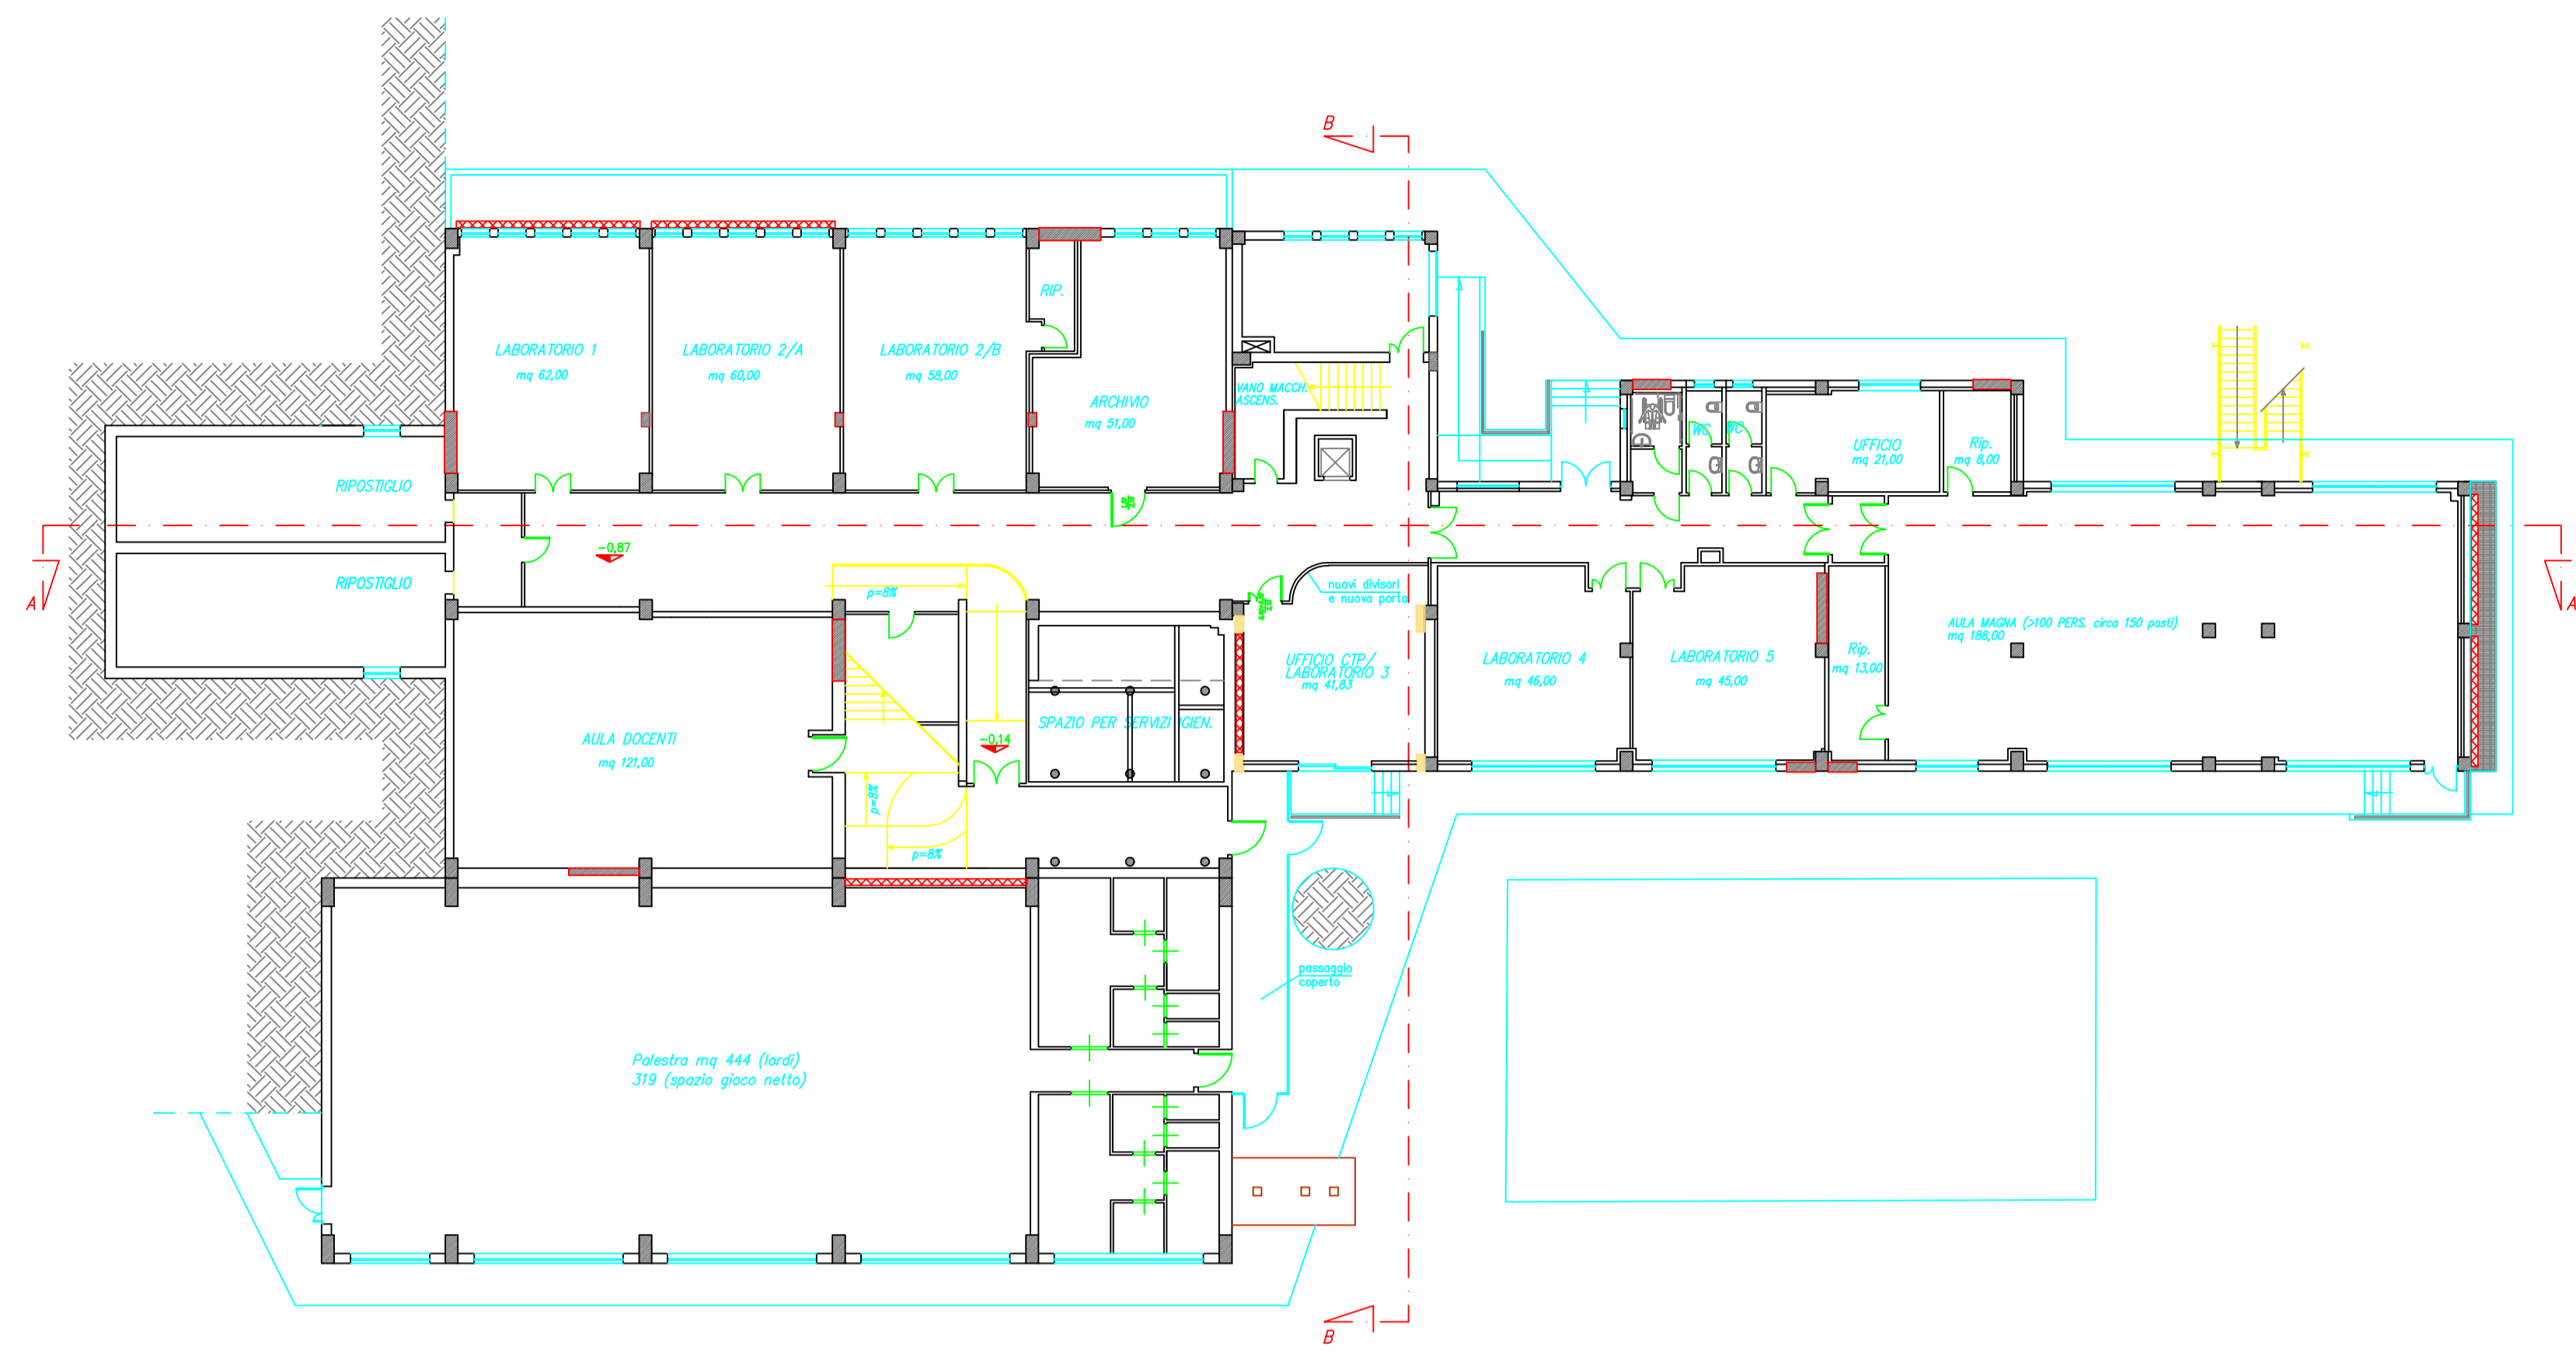 B
RIP.
LABORATORIO 1
mq 62,00
LABORATORIO 2/A
mq 60,00
LABORATORIO 2/B
mq 58,00
ARCHIVIO
mq 51,00
VANO MACCH.
ASCENS.
WC
WC
UFFICIO
mq 21,00
Rip.
mq 8,00
RIPOSTIGLIO
-0,87
RIPOSTIGLIO
A
A
p=8%
nuovi divisori
e nuova porta
AULA DOCENTI
mq 121,00
-0,14
SPAZIO PER SERVIZI IGIEN.
UFFICIO CTP/
LABORATORIO 3
mq 41,83
LABORATORIO 4
mq 46,00
LABORATORIO 5
mq 45,00
Rip.
mq 13,00
AULA MAGNA (>100 PERS. circa 150 posti)
mq 188,00
p=8%
p=8%
passaggio
coperto
Palestra mq 444 (lordi)
319 (spazio gioco netto)
B